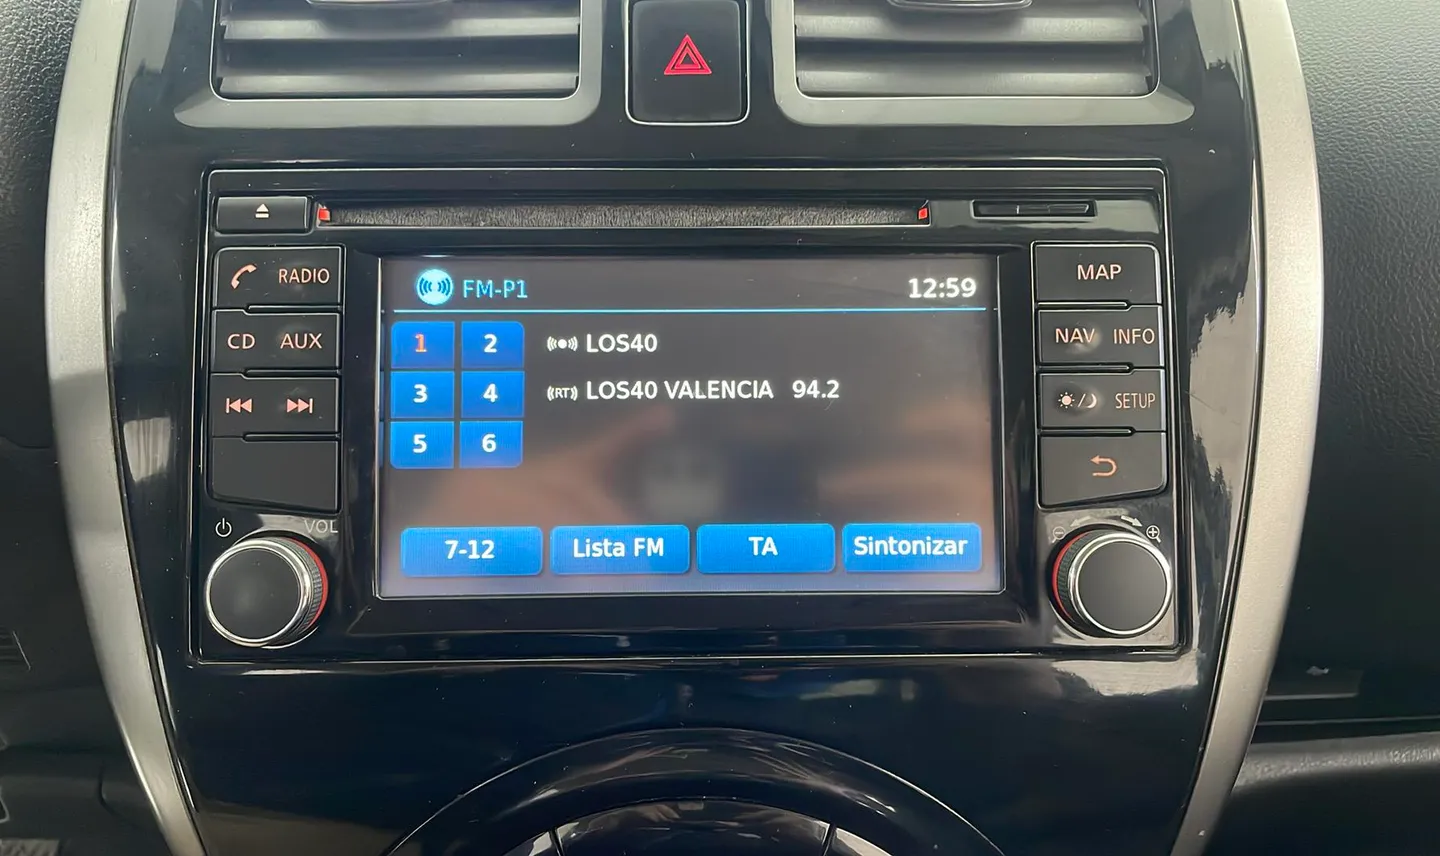 FM-P1 12:59
RADIO
CD AUX
VOL
1 2
3 4
5 6
LOS40
(RT) LOS40 VALENCIA 94.2
7-12 Lista FM TA Sintonizar
MAP
NAV INFO
SETUP